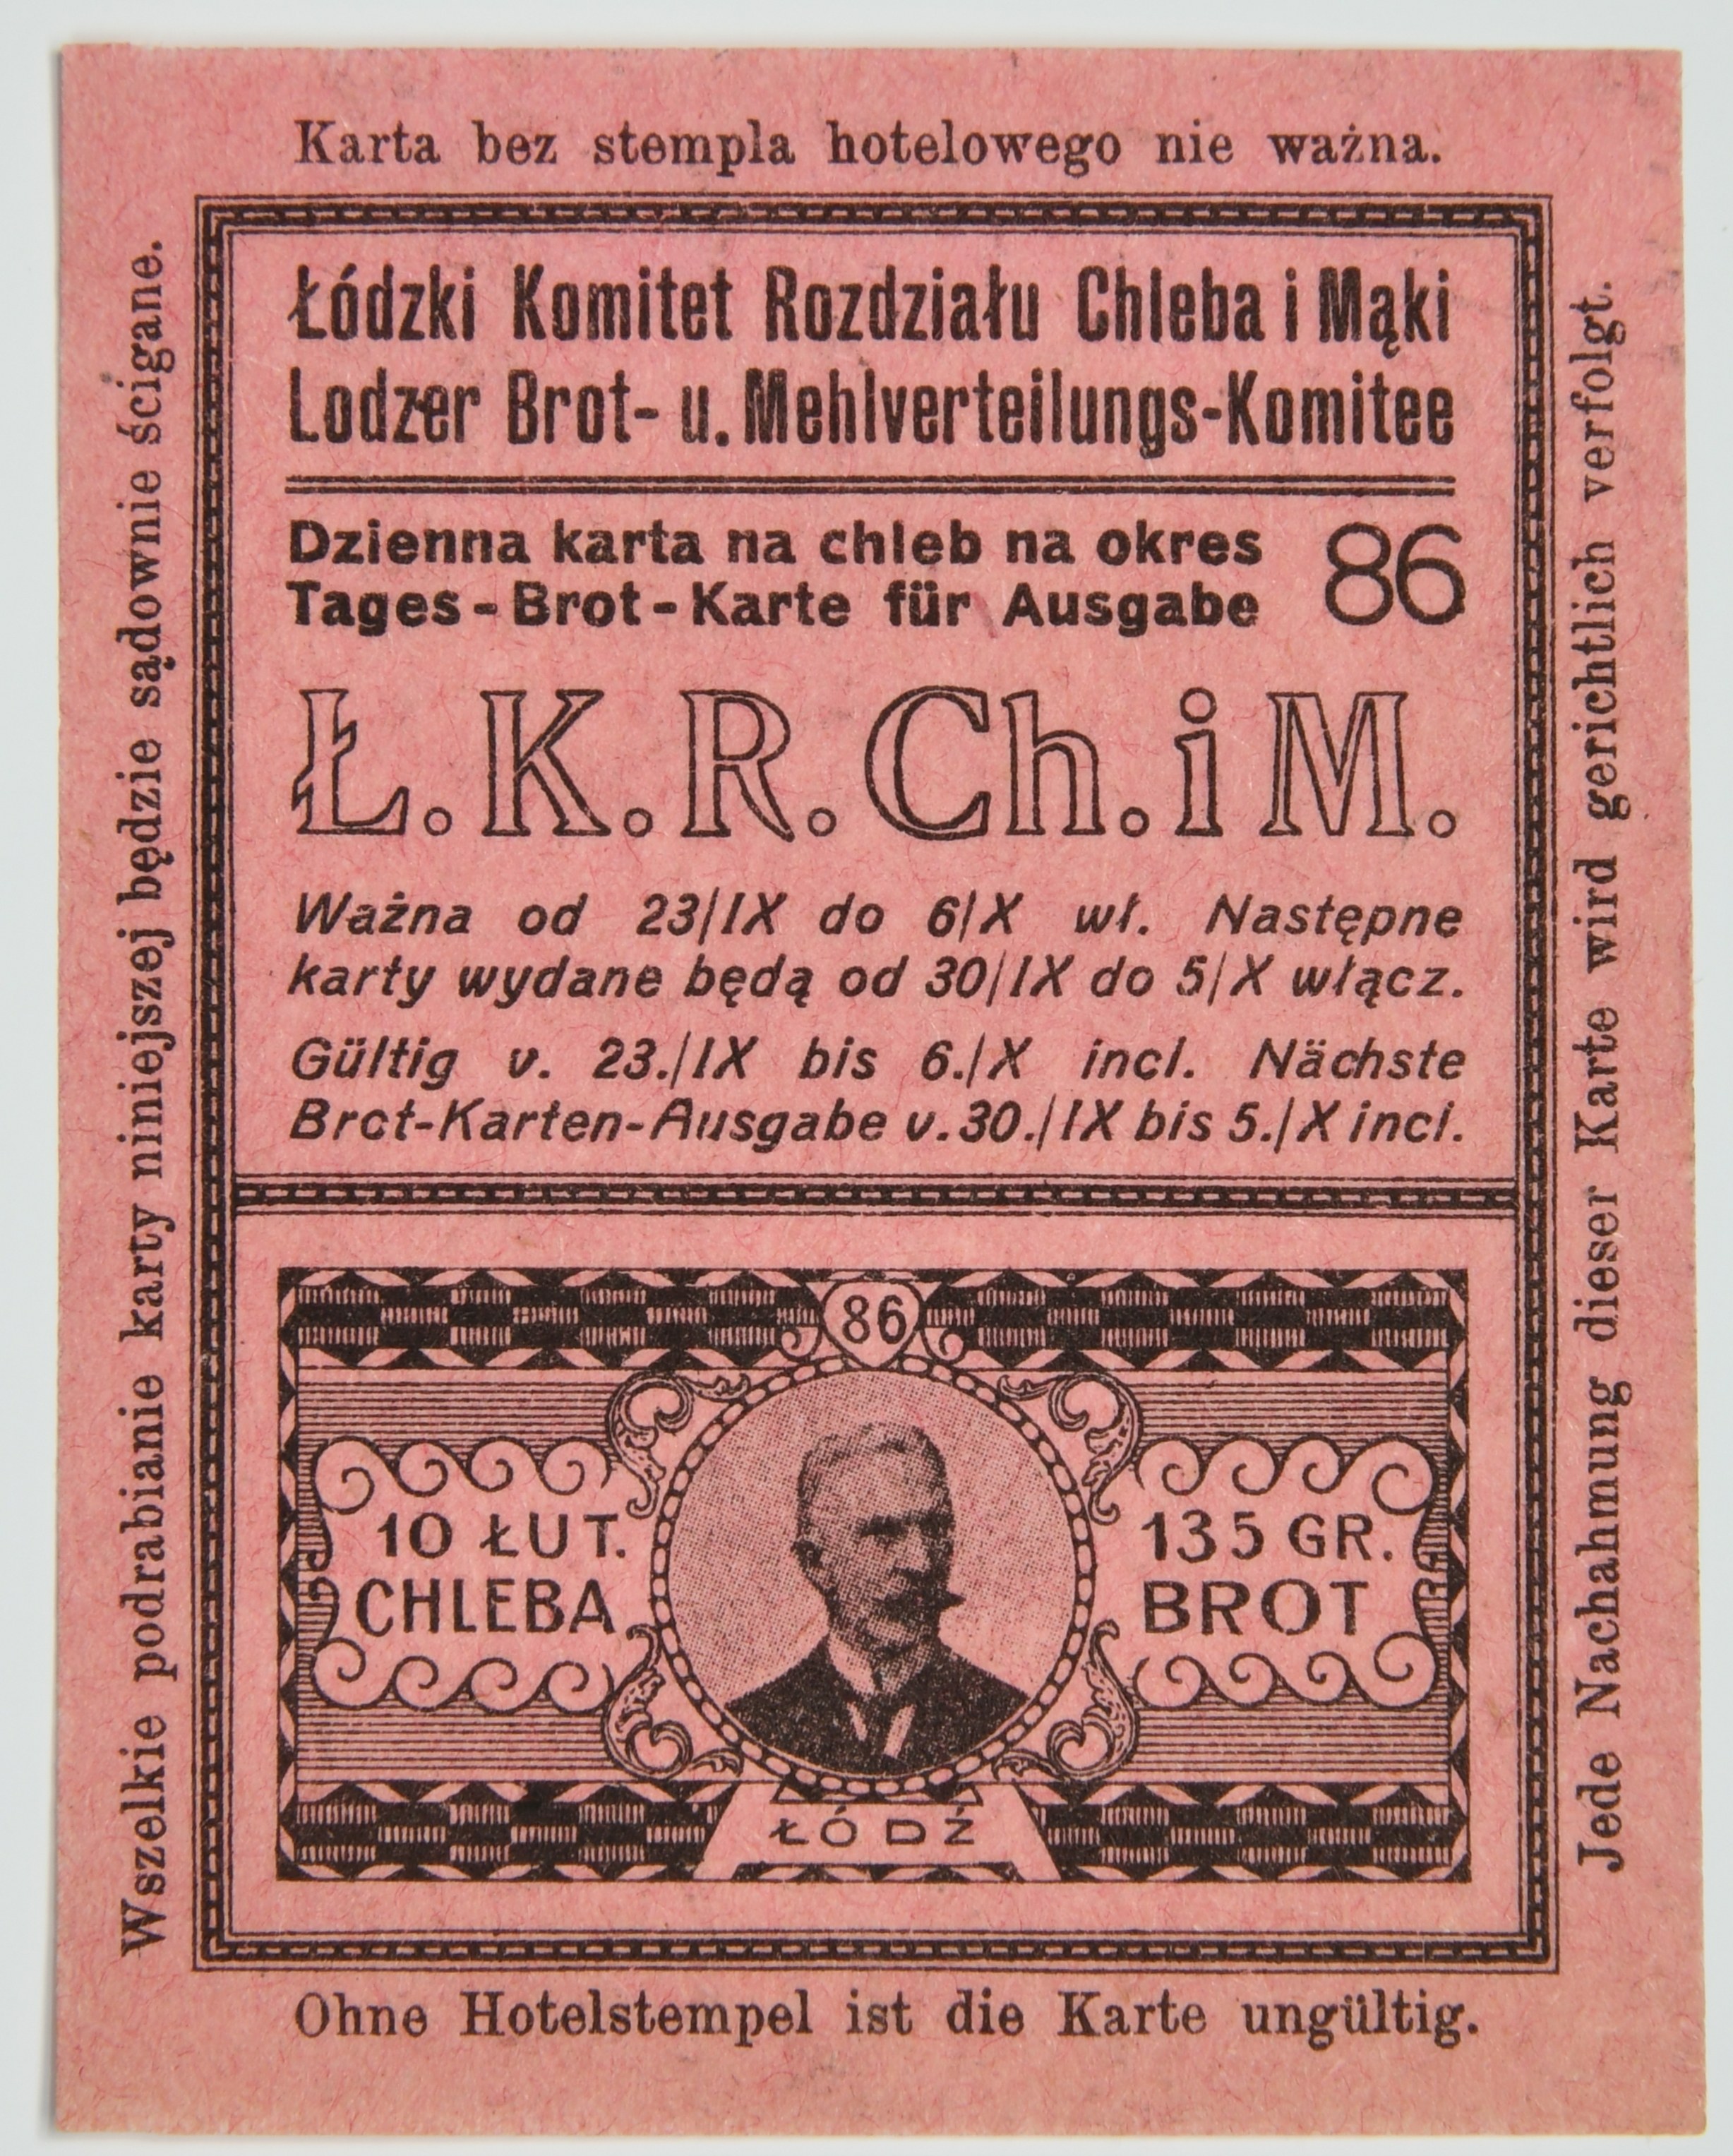 Karta bez stempla hotelowego nie ważna.
Wszelkie podrabianie karty niniejszej będzie sądownie ścigane.
Łódzki Komitet Rozdziału Chleba i Mąki
Lodzer Brot- u. Mehlverteilungs-Komitee
Dzienna karta na chleb na okres
Tages-Brot-Karte für Ausgabe
86
Ł.K.R.Ch.i M.
Ważna od 23/IX do 6/X wł. Następne
karty wydane będą od 30/IX do 5/X włącz.
Gültig v. 23./IX bis 6./X incl. Nächste
Brot-Karten-Ausgabe v. 30./IX bis 5./X incl.
86
10 ŁUT.
CHLEBA
135 GR.
BROT
ŁÓDŹ
Jede Nachahmung dieser Karte wird gerichtlich verfolgt.
Ohne Hotelstempel ist die Karte ungültig.